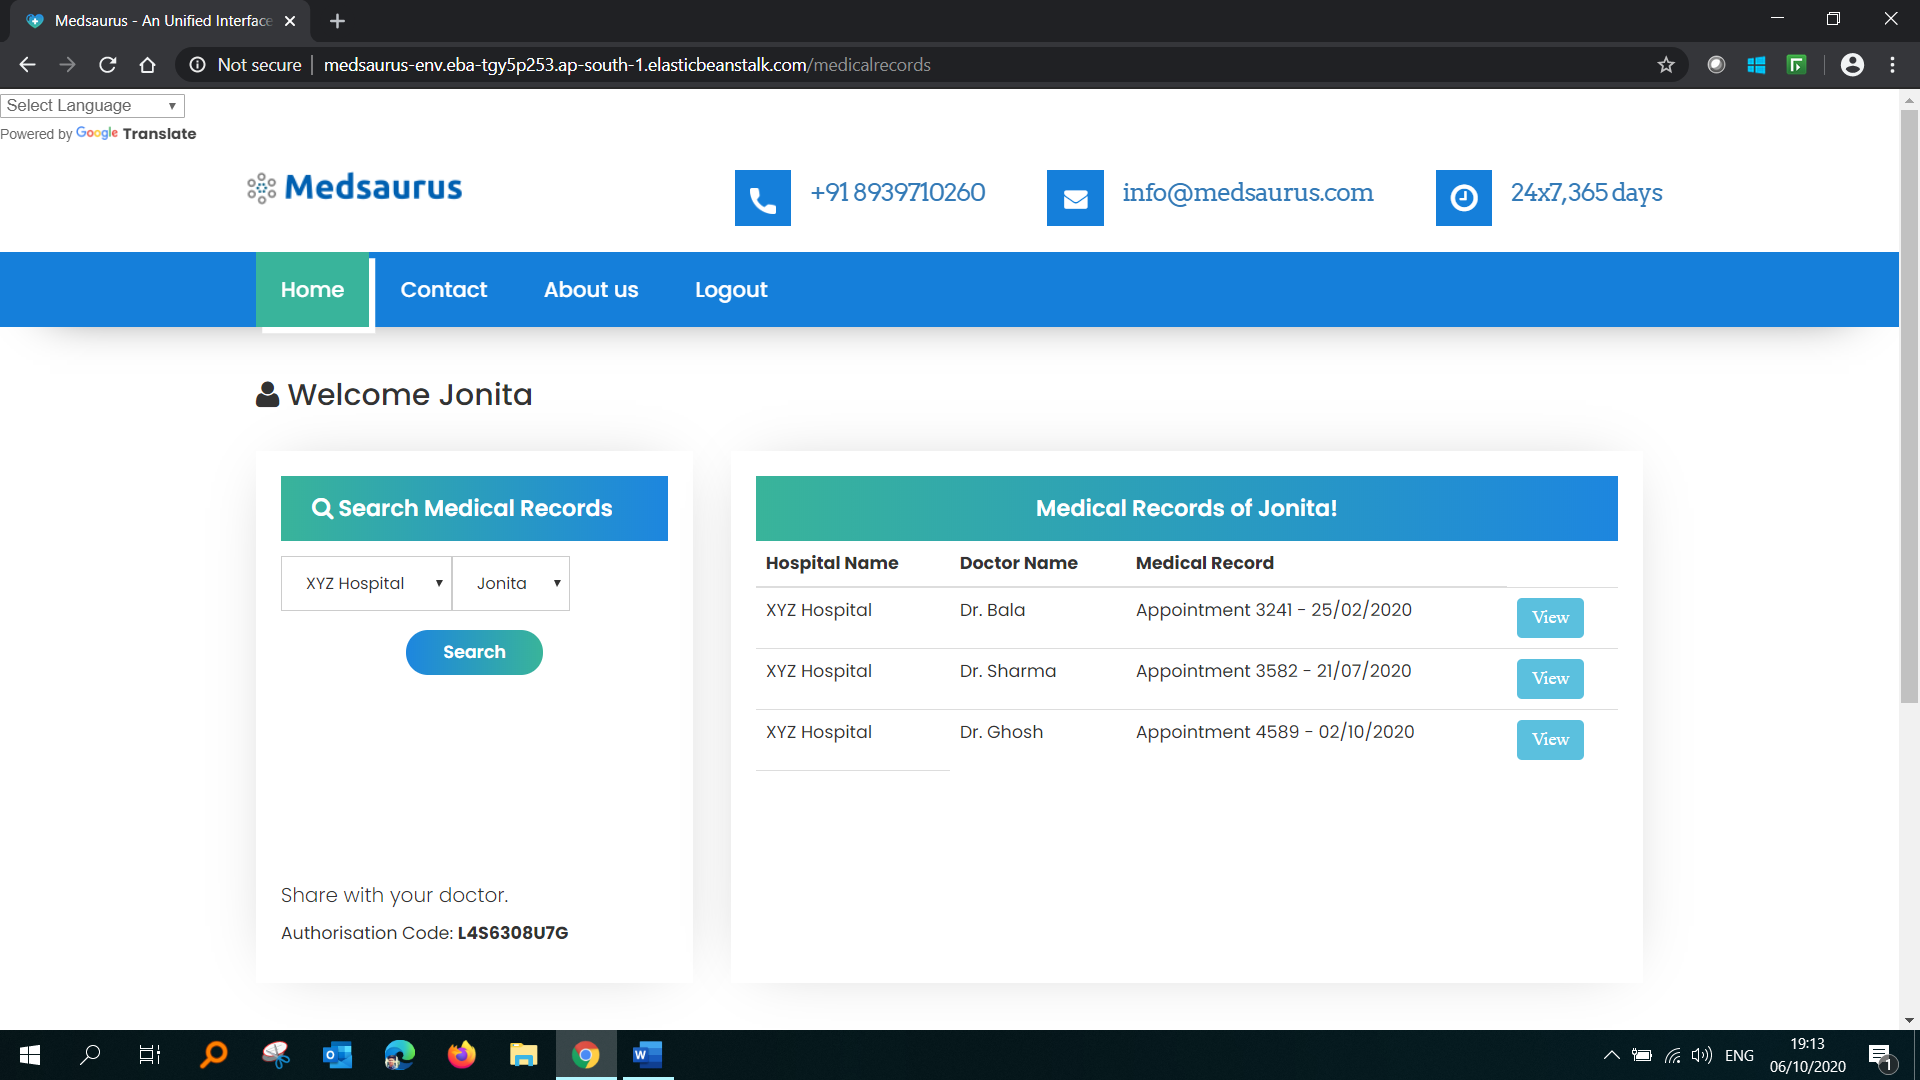 Medsaurus - An Unified Interface
Not secure medsaurus-env.eba-tgy5p253.ap-south-1.elasticbeanstalk.com/medicalrecords
Select Language
Powered by Google Translate
Medsaurus
+91 8939710260
info@medsaurus.com
24x7,365 days
Home Contact About us Logout
Welcome Jonita
Search Medical Records
XYZ Hospital Jonita
Search
Share with your doctor.
Authorisation Code: L4S6308U7G
Medical Records of Jonita!
Hospital Name Doctor Name Medical Record
XYZ Hospital Dr. Bala Appointment 3241 - 25/02/2020 View
XYZ Hospital Dr. Sharma Appointment 3582 - 21/07/2020 View
XYZ Hospital Dr. Ghosh Appointment 4589 - 02/10/2020 View
ENG
19:13
06/10/2020
1